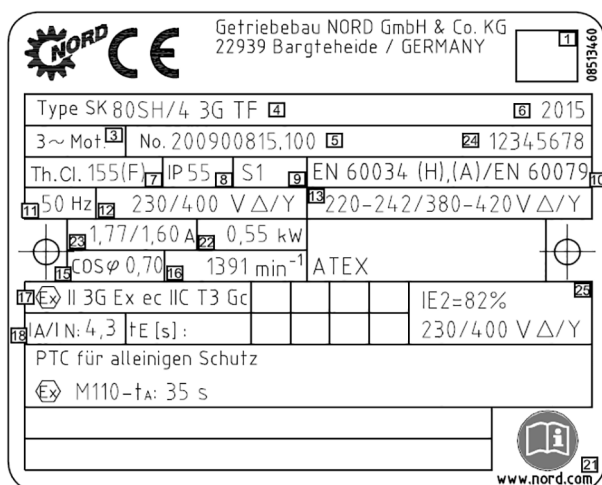 NORD CE
Getriebebau NORD GmbH & Co. KG
22939 Bargteheide / GERMANY
1
08513460
Type SK 80SH/4 3G TF 4 6 2015
3~ Mot. 3 No. 200900815.100 5 24 12345678
Th.Cl. 155(F) 7 IP 55 8 S1 9 EN 60034 (H),(A)/EN 60079 10
11 50 Hz 12 230/400 V △/Y 13 220-242/380-420V △/Y
23 1,77/1,60 A 22 0,55 kW
15 COS φ 0,70 16 1391 min⁻¹ ATEX
17 Ex II 3G Ex ec IIC T3 Gc IE2=82% 25
18 IA/I N: 4,3 tE [s] : 230/400 V △/Y
PTC für alleinigen Schutz
Ex M110-tA: 35 s
i
21
www.nord.com